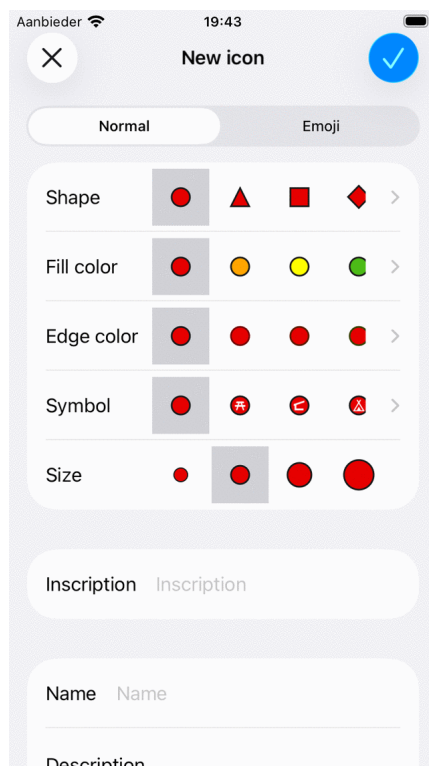 Aanbieder 19:43
New icon
Normal Emoji
Shape
Fill color
Edge color
Symbol
Size
Inscription Inscription
Name Name
Description